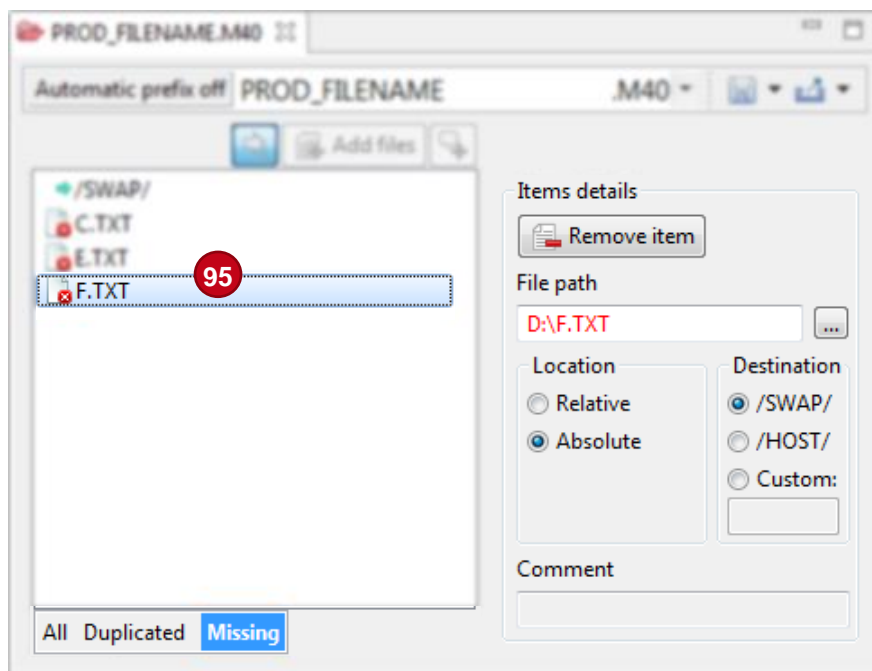 PROD_FILENAME.M40
Automatic prefix off PROD_FILENAME .M40
Add files
/SWAP/
C.TXT
E.TXT
F.TXT
95
Items details
Remove item
File path
D:\F.TXT
...
Location
Relative
Absolute
Destination
/SWAP/
/HOST/
Custom:
Comment
All Duplicated Missing